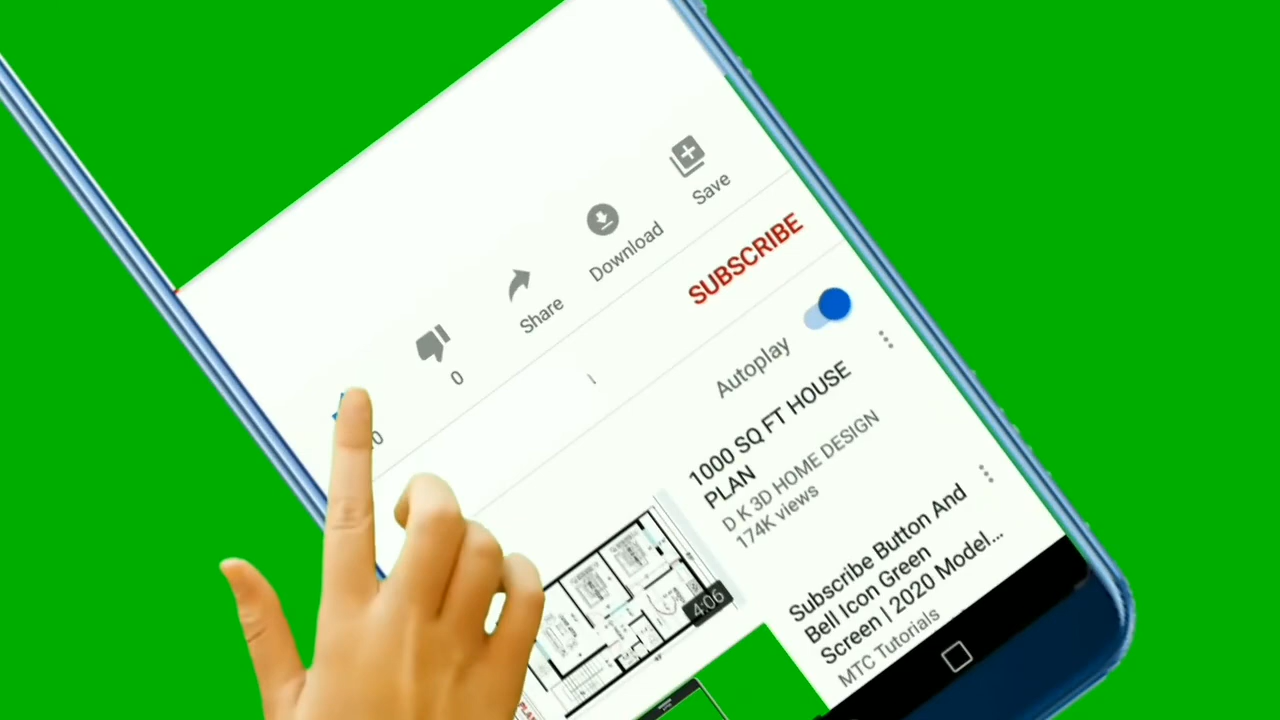 Save
Download
Share
0
0
SUBSCRIBE
Autoplay
1000 SQ FT HOUSE
PLAN
D K 3D HOME DESIGN
174K views
4:06
Subscribe Button And
Bell Icon Green
Screen | 2020 Model...
MTC Tutorials